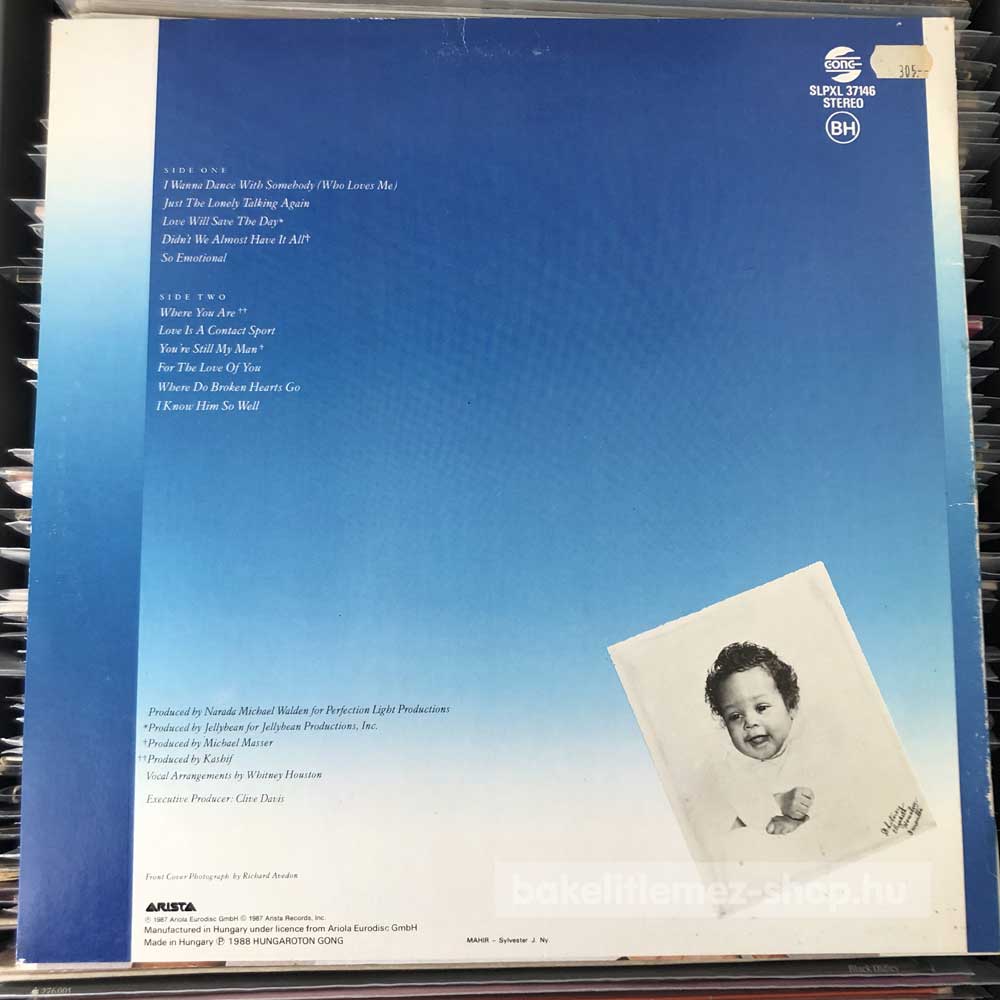 GONG
305.-
SLPXL 37146
STEREO
BH
SIDE ONE
I Wanna Dance With Somebody (Who Loves Me)
Just The Lonely Talking Again
Love Will Save The Day*
Didn't We Almost Have It All†
So Emotional
SIDE TWO
Where You Are ††
Love Is A Contact Sport
You're Still My Man †
For The Love Of You
Where Do Broken Hearts Go
I Know Him So Well
Produced by Narada Michael Walden for Perfection Light Productions
*Produced by Jellybean for Jellybean Productions, Inc.
†Produced by Michael Masser
††Produced by Kashif
Vocal Arrangements by Whitney Houston
Executive Producer: Clive Davis
Whitney
Elizabeth
Houston
Front Cover Photograph by Richard Avedon
bakelitlemez-shop.hu
ARISTA
℗ 1987 Ariola Eurodisc GmbH © 1987 Arista Records, Inc.
Manufactured in Hungary under licence from Ariola Eurodisc GmbH
Made in Hungary ℗ 1988 HUNGAROTON GONG
MAHIR - Sylvester J. Ny.
Black Oldies
276.001